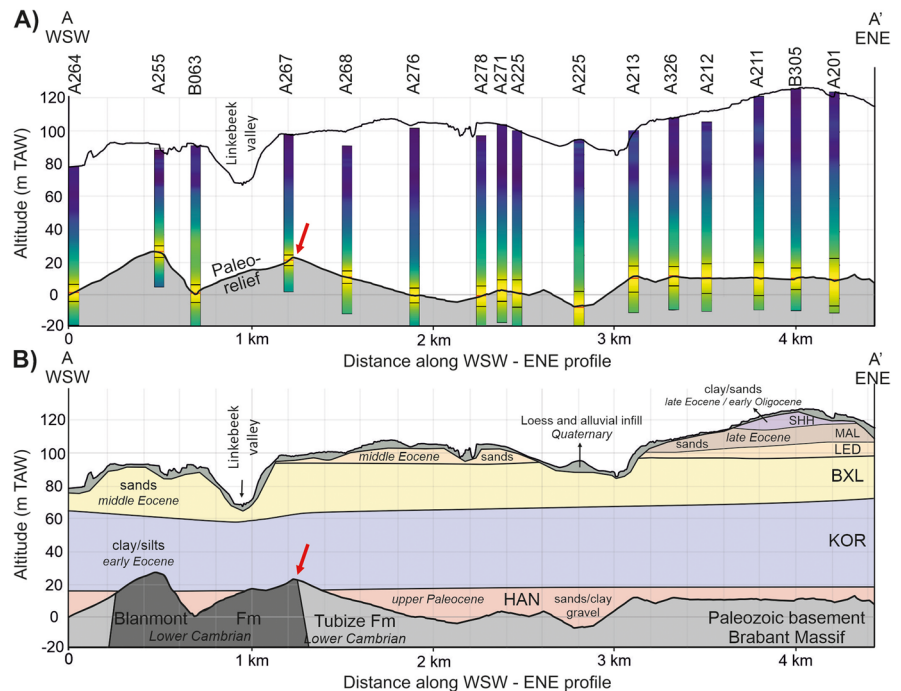 A)
A
WSW
A'
ENE
A264
A255
B063
Linkebeek
valley
A267
A268
A276
A278
A271
A225
A225
A213
A326
A212
A211
B305
A201
Altitude (m TAW)
120
100
80
60
40
20
0
-20
Paleo-
relief
1 km
2 km
3 km
4 km
Distance along WSW - ENE profile
B)
A
WSW
A'
ENE
Altitude (m TAW)
120
100
80
60
40
20
0
-20
Linkebeek
valley
clay/sands
late Eocene / early Oligocene
Loess and alluvial infill
Quaternary
SHH
MAL
LED
sands
late Eocene
middle Eocene
sands
BXL
sands
middle Eocene
KOR
clay/silts
early Eocene
upper Paleocene
HAN
sands/clay
gravel
Blanmont
Fm
Lower Cambrian
Tubize Fm
Lower Cambrian
Paleozoic basement
Brabant Massif
0
1 km
2 km
3 km
4 km
Distance along WSW - ENE profile